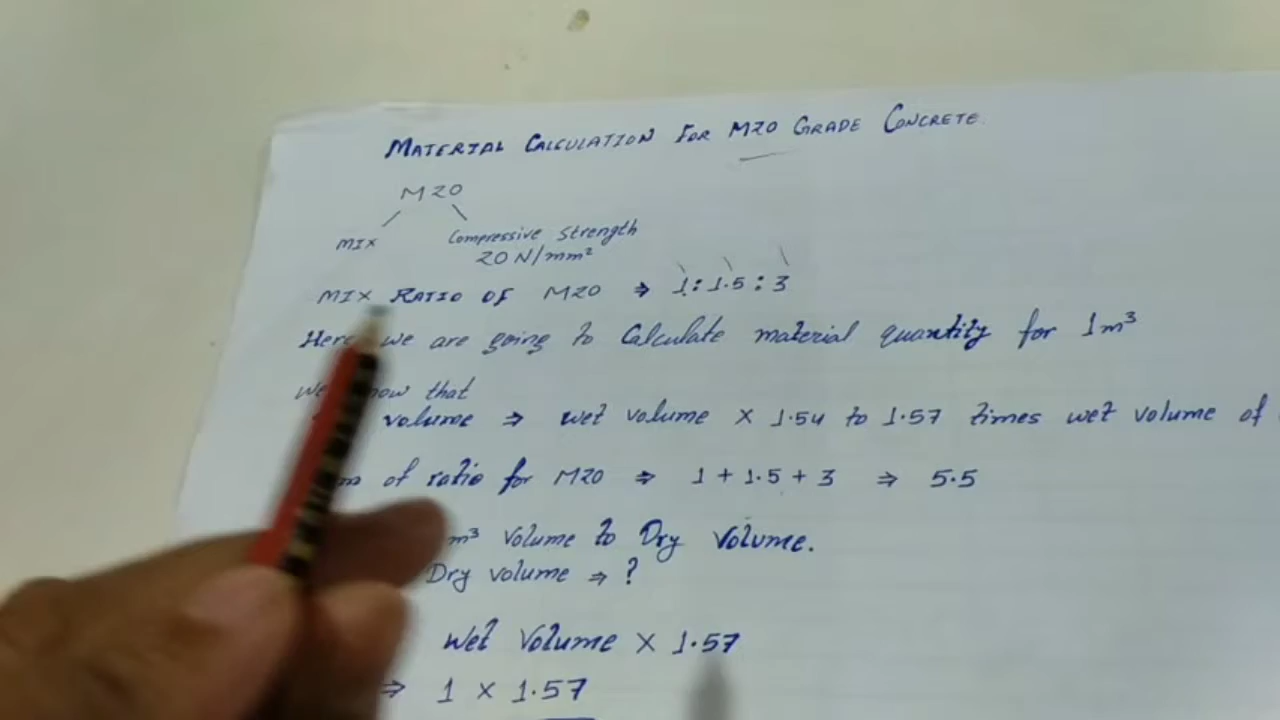 MATERIAL CALCULATION FOR M20 GRADE CONCRETE.
M20
MIX
Compressive Strength
20 N/mm²
MIX RATIO OF M20 ⇒ 1:1.5:3
Here we are going to Calculate material quantity for 1m³
know that
volume ⇒ wet volume X 1.54 to 1.57 times wet volume of
of ratio for M20 ⇒ 1 + 1.5 + 3 ⇒ 5.5
m³ Volume to Dry Volume.
Dry volume ⇒ ?
Wet Volume X 1.57
⇒ 1 X 1.57